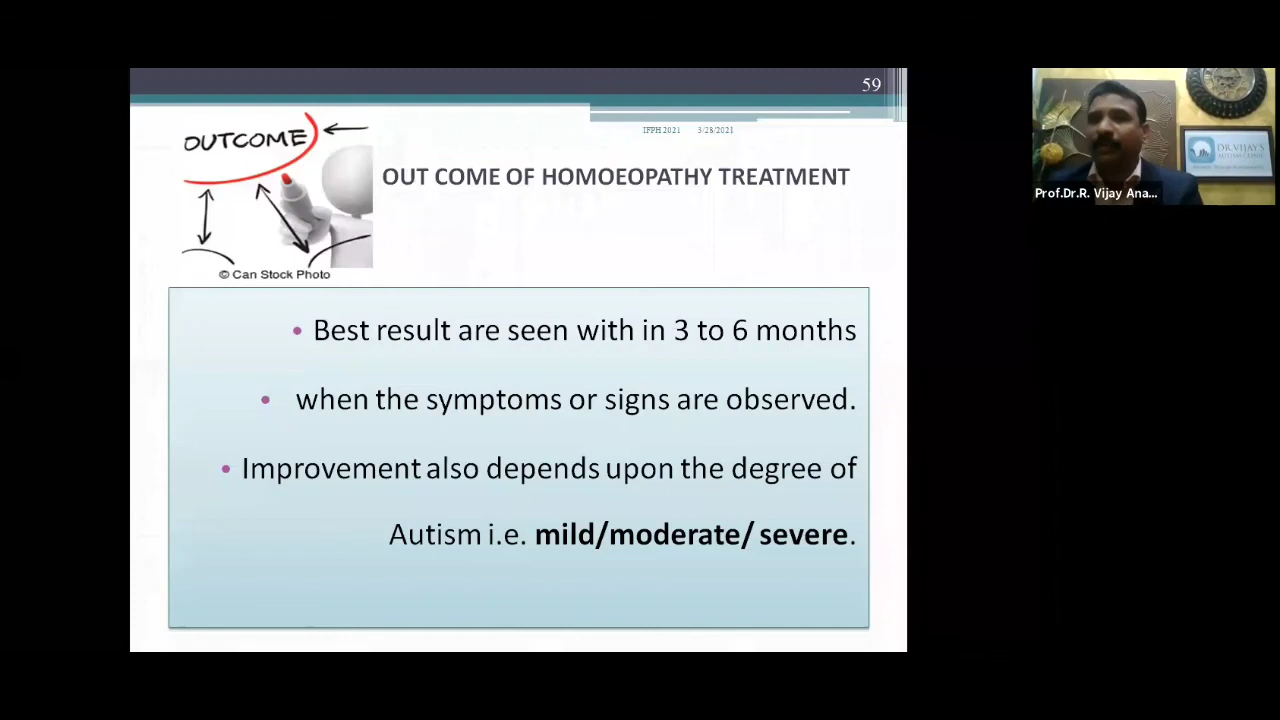 59
IFPH 2021 3/28/2021
OUTCOME
OUT COME OF HOMOEOPATHY TREATMENT
© Can Stock Photo
• Best result are seen with in 3 to 6 months
• when the symptoms or signs are observed.
• Improvement also depends upon the degree of
Autism i.e. mild/moderate/ severe.
DR.VIJAY'S
AUTISM CLINIC
Prof.Dr.R. Vijay Ana...